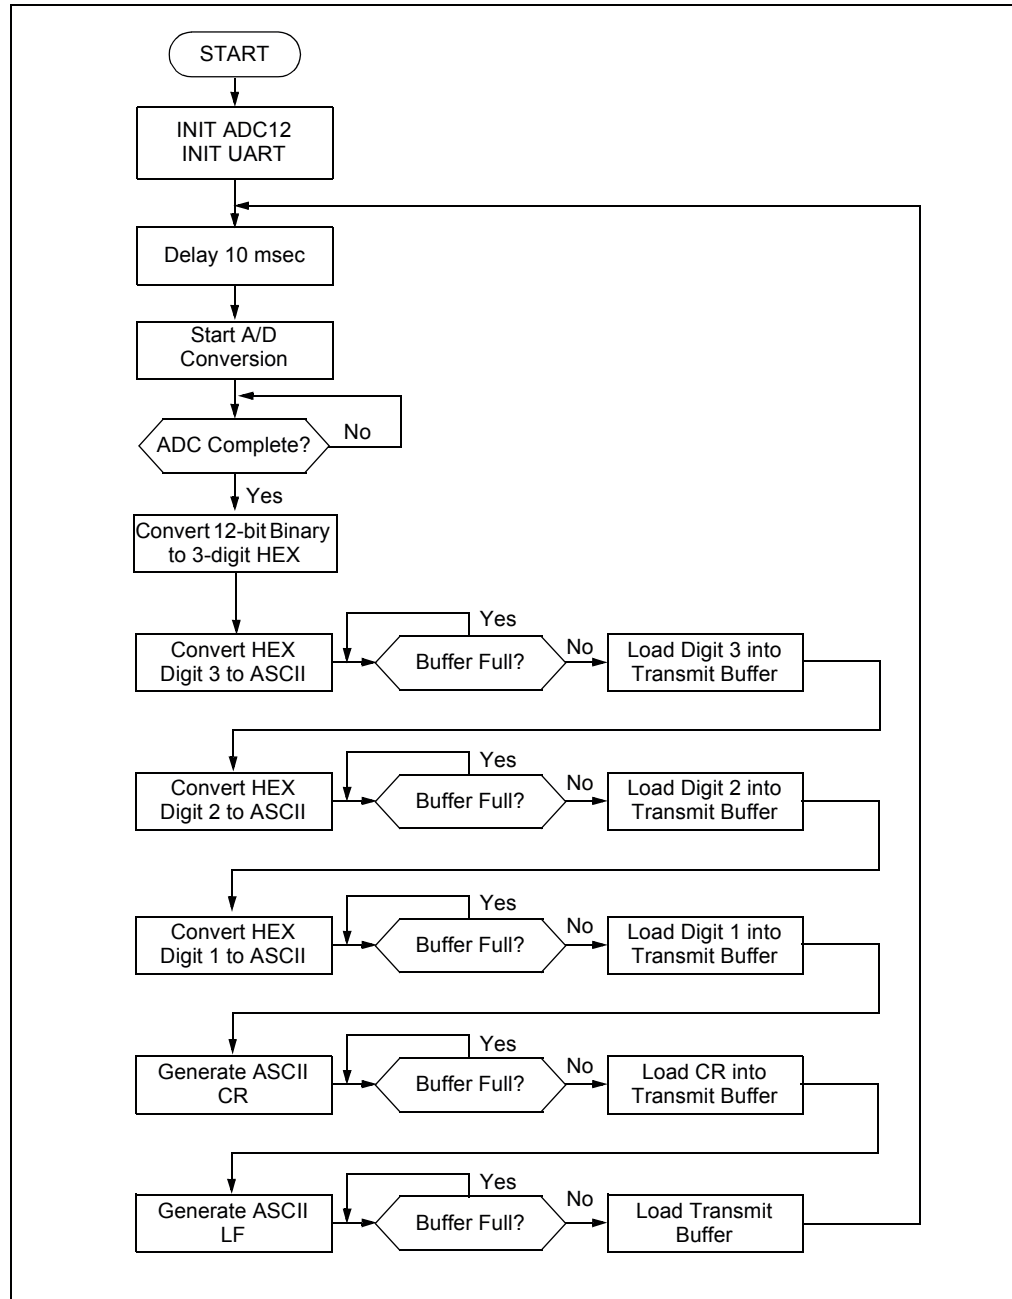 START
INIT ADC12
INIT UART
Delay 10 msec
Start A/D
Conversion
ADC Complete?
No
Yes
Convert 12-bit Binary
to 3-digit HEX
Convert HEX
Digit 3 to ASCII
Yes
Buffer Full?
No
Load Digit 3 into
Transmit Buffer
Convert HEX
Digit 2 to ASCII
Yes
Buffer Full?
No
Load Digit 2 into
Transmit Buffer
Convert HEX
Digit 1 to ASCII
Yes
Buffer Full?
No
Load Digit 1 into
Transmit Buffer
Generate ASCII
CR
Yes
Buffer Full?
No
Load CR into
Transmit Buffer
Generate ASCII
LF
Yes
Buffer Full?
No
Load Transmit
Buffer